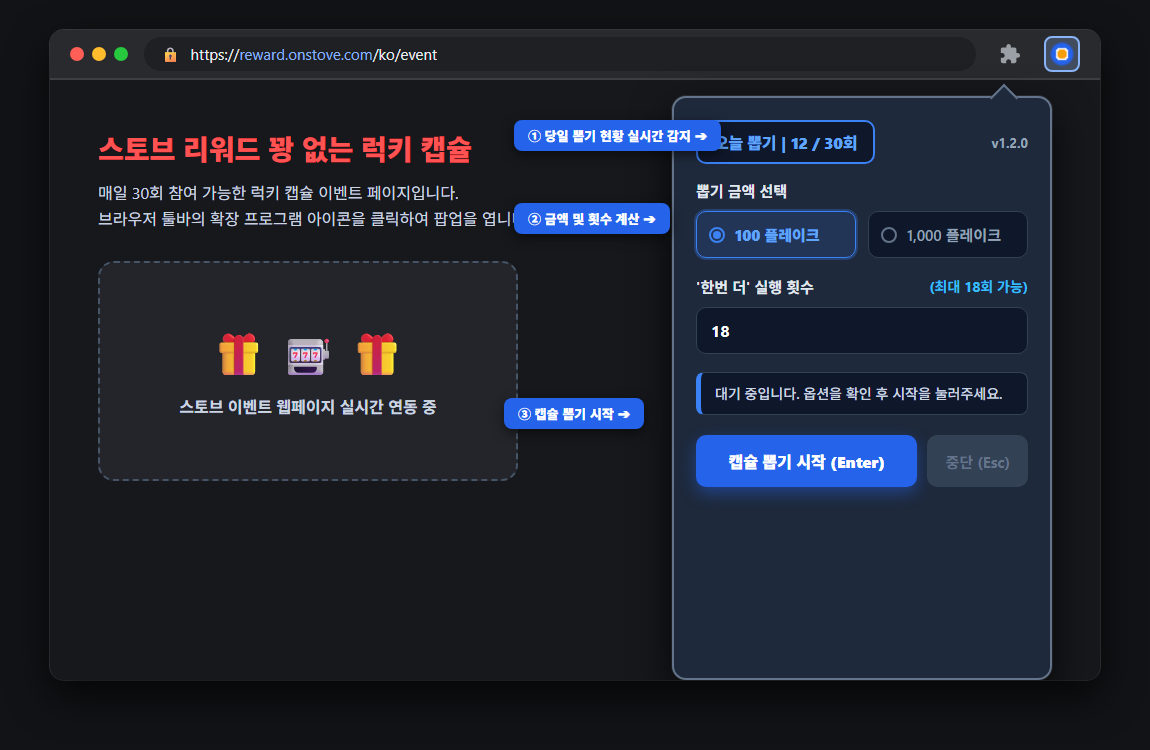 https://reward.onstove.com/ko/event
스토브 리워드 꽝 없는 럭키 캡슐
매일 30회 참여 가능한 럭키 캡슐 이벤트 페이지입니다.
브라우저 툴바의 확장 프로그램 아이콘을 클릭하여 팝업을 엽니
777
스토브 이벤트 웹페이지 실시간 연동 중
① 당일 뽑기 현황 실시간 감지 ➔
② 금액 및 횟수 계산 ➔
③ 캡슐 뽑기 시작 ➔
오늘 뽑기 | 12 / 30회
v1.2.0
뽑기 금액 선택
100 플레이크
1,000 플레이크
'한번 더' 실행 횟수
(최대 18회 가능)
18
대기 중입니다. 옵션을 확인 후 시작을 눌러주세요.
캡슐 뽑기 시작 (Enter)
중단 (Esc)